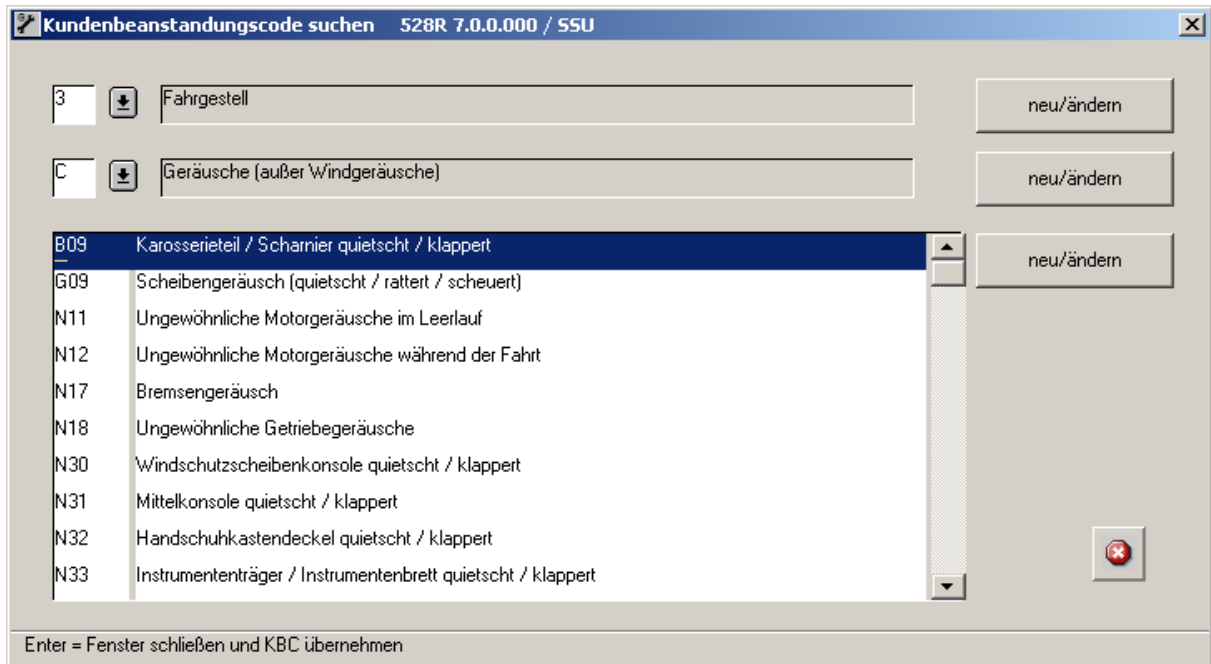 Kundenbeanstandungscode suchen 528R 7.0.0.000 / SSU
3 Fahrgestell neu/ändern
C Geräusche (außer Windgeräusche) neu/ändern
B09 Karosserieteil / Scharnier quietscht / klappert
neu/ändern
G09 Scheibengeräusch (quietscht / rattert / scheuert)
N11 Ungewöhnliche Motorgeräusche im Leerlauf
N12 Ungewöhnliche Motorgeräusche während der Fahrt
N17 Bremsengeräusch
N18 Ungewöhnliche Getriebegeräusche
N30 Windschutzscheibenkonsole quietscht / klappert
N31 Mittelkonsole quietscht / klappert
N32 Handschuhkastendeckel quietscht / klappert
N33 Instrumententräger / Instrumentenbrett quietscht / klappert
Enter = Fenster schließen und KBC übernehmen